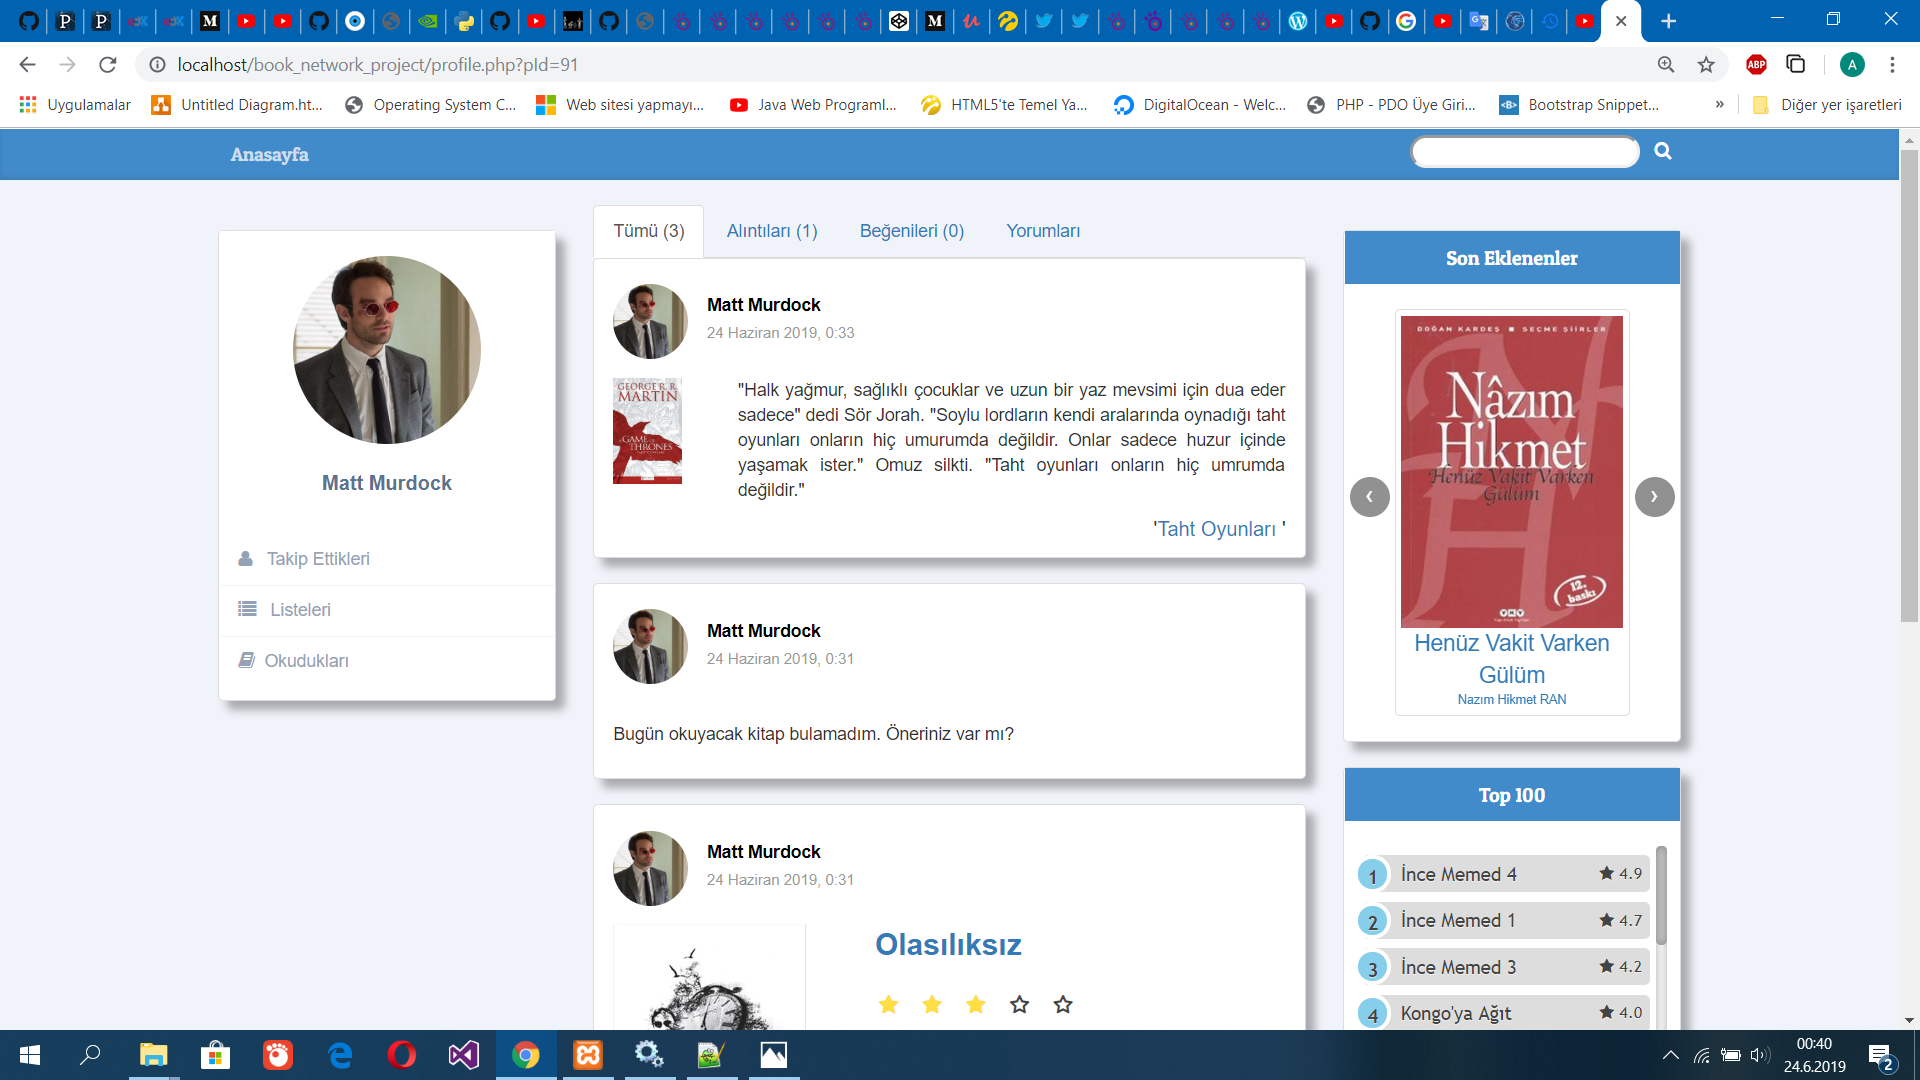 localhost/book_network_project/profile.php?pId=91
ABP
A
Uygulamalar
Untitled Diagram.ht...
Operating System C...
Web sitesi yapmayı...
Java Web Programl...
HTML5'te Temel Ya...
DigitalOcean - Welc...
PHP - PDO Üye Giri...
Bootstrap Snippet...
»
Diğer yer işaretleri
Anasayfa
Matt Murdock
Takip Ettikleri
Listeleri
Okudukları
Tümü (3)
Alıntıları (1)
Beğenileri (0)
Yorumları
Matt Murdock
24 Haziran 2019, 0:33
GEORGE R. R.
MARTIN
A GAME OF
THRONES
"Halk yağmur, sağlıklı çocuklar ve uzun bir yaz mevsimi için dua eder
sadece" dedi Sör Jorah. "Soylu lordların kendi aralarında oynadığı taht
oyunları onların hiç umurumda değildir. Onlar sadece huzur içinde
yaşamak ister." Omuz silkti. "Taht oyunları onların hiç umrumda
değildir."
'Taht Oyunları '
Matt Murdock
24 Haziran 2019, 0:31
Bugün okuyacak kitap bulamadım. Öneriniz var mı?
Matt Murdock
24 Haziran 2019, 0:31
Olasılıksız
Son Eklenenler
DOĞAN KARDEŞ ■ SEÇME ŞİİRLER
Nâzım
Hikmet
Henüz Vakit Varken
Gülüm
12.
baskı
YKY
Henüz Vakit Varken
Gülüm
Nazım Hikmet RAN
Top 100
1 İnce Memed 4 ★ 4.9
2 İnce Memed 1 ★ 4.7
3 İnce Memed 3 ★ 4.2
4 Kongo'ya Ağıt ★ 4.0
00:40
24.6.2019
2